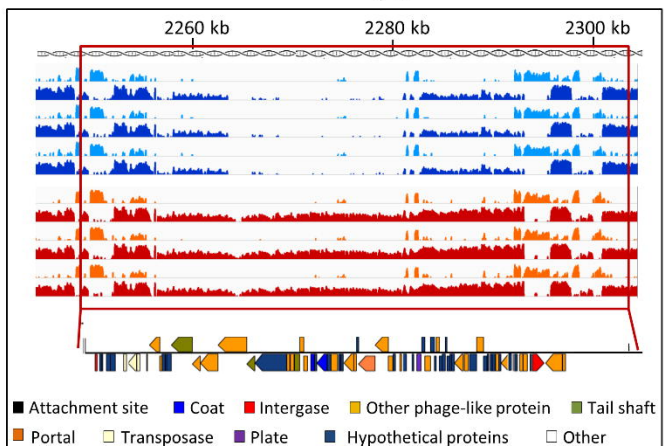 2260 kb 2280 kb 2300 kb
Attachment site Coat Intergase Other phage-like protein Tail shaft
Portal Transposase Plate Hypothetical proteins Other